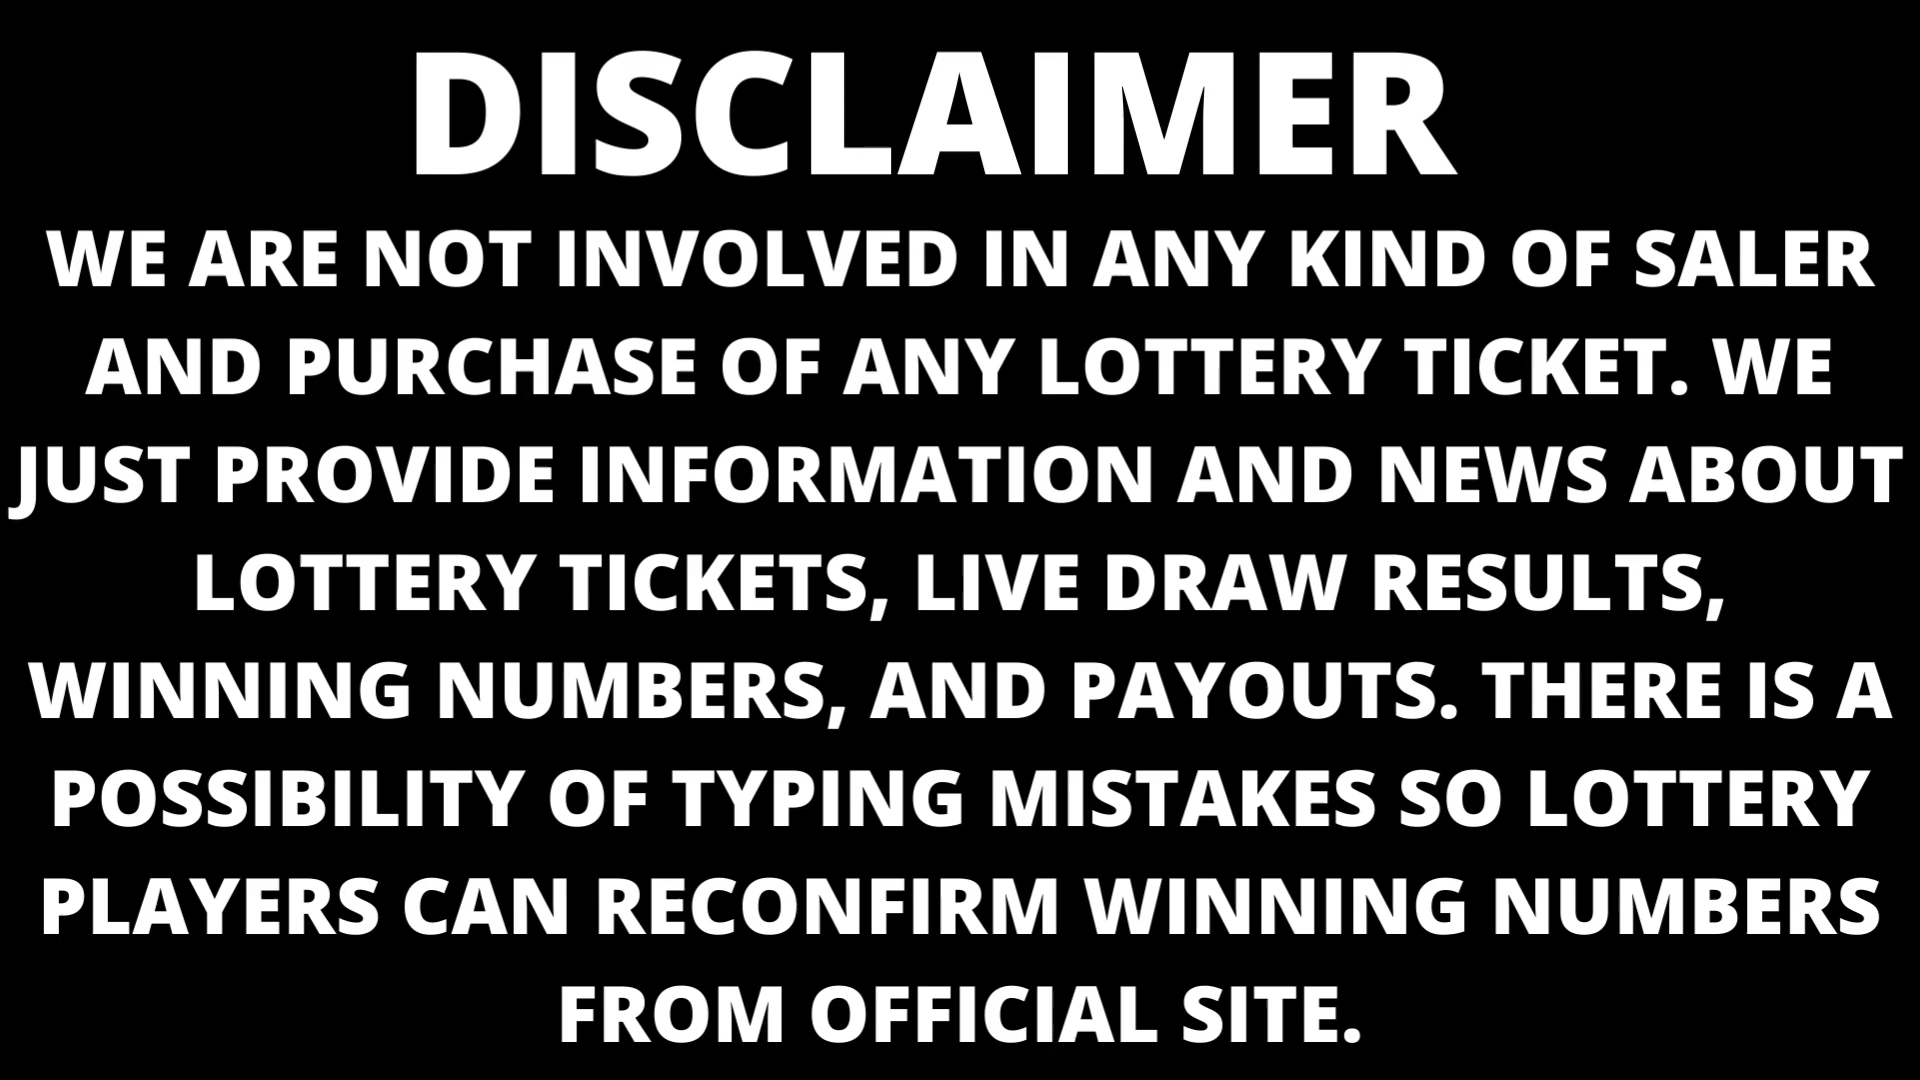 DISCLAIMER
WE ARE NOT INVOLVED IN ANY KIND OF SALER
AND PURCHASE OF ANY LOTTERY TICKET. WE
JUST PROVIDE INFORMATION AND NEWS ABOUT
LOTTERY TICKETS, LIVE DRAW RESULTS,
WINNING NUMBERS, AND PAYOUTS. THERE IS A
POSSIBILITY OF TYPING MISTAKES SO LOTTERY
PLAYERS CAN RECONFIRM WINNING NUMBERS
FROM OFFICIAL SITE.